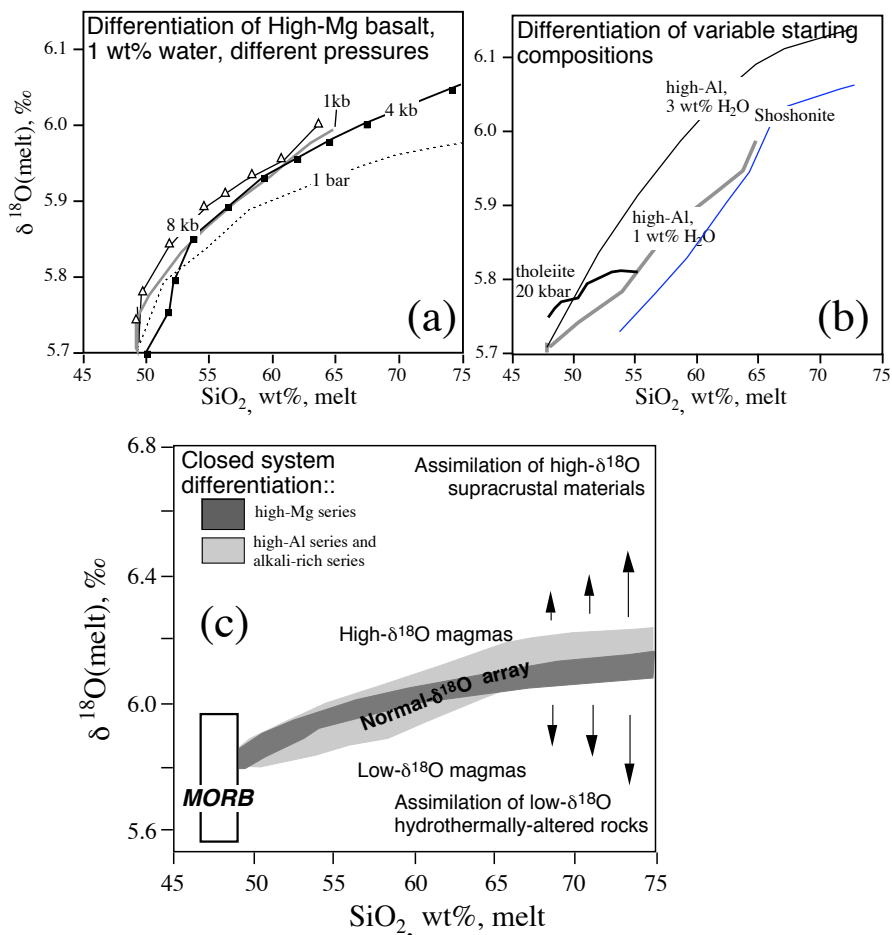 Differentiation of High-Mg basalt,
1 wt% water, different pressures
6.1
6.0
5.9
5.8
5.7
δ ¹⁸O(melt), ‰
1kb
4 kb
1 bar
8 kb
(a)
45 50 55 60 65 70 75
SiO₂, wt%, melt
Differentiation of variable starting
compositions
6.1
6.0
5.9
5.8
5.7
high-Al,
3 wt% H₂O
Shoshonite
high-Al,
1 wt% H₂O
tholeiite
20 kbar
(b)
45 50 55 60 65 70 75
SiO₂, wt%, melt
6.8
6.4
6.0
5.6
δ ¹⁸O(melt), ‰
Closed system
differentiation::
high-Mg series
high-Al series and
alkali-rich series
Assimilation of high-δ¹⁸O
supracrustal materials
(c)
High-δ¹⁸O magmas
Normal-δ¹⁸O array
Low-δ¹⁸O magmas
MORB
Assimilation of low-δ¹⁸O
hydrothermally-altered rocks
45 50 55 60 65 70 75
SiO₂, wt%, melt